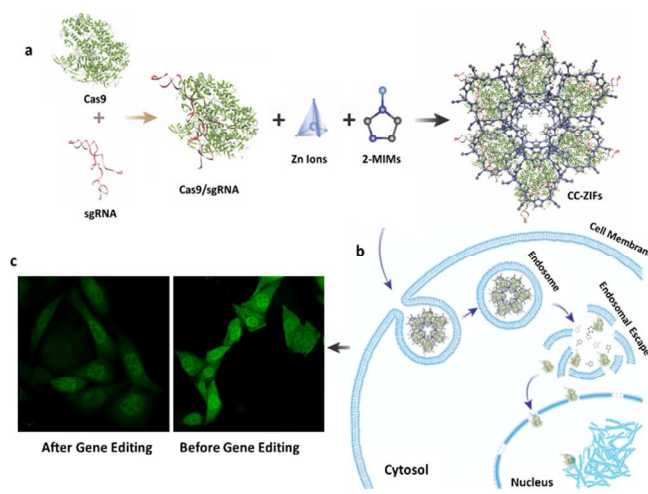 a
Cas9
+
sgRNA
Cas9/sgRNA
+
Zn Ions
+
2-MIMs
CC-ZIFs
b
Cell Membran
Endosome
Endosomal Escape
Cytosol
Nucleus
c
After Gene Editing
Before Gene Editing